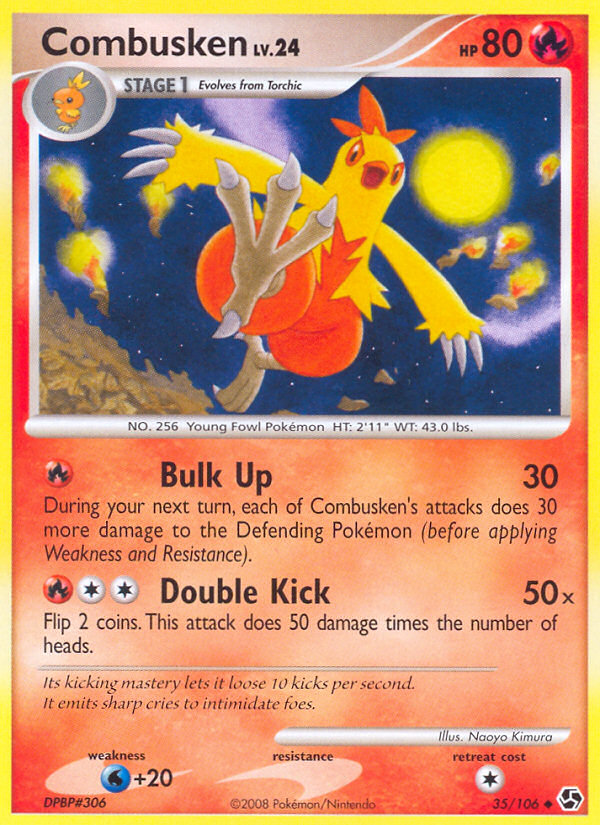 Combusken LV.24
HP 80
STAGE 1 Evolves from Torchic
NO. 256 Young Fowl Pokémon HT: 2'11" WT: 43.0 lbs.
Bulk Up 30
During your next turn, each of Combusken's attacks does 30
more damage to the Defending Pokémon (before applying
Weakness and Resistance).
Double Kick 50x
Flip 2 coins. This attack does 50 damage times the number of
heads.
Its kicking mastery lets it loose 10 kicks per second.
It emits sharp cries to intimidate foes.
Illus. Naoyo Kimura
weakness resistance retreat cost
+20
DPBP#306 ©2008 Pokémon/Nintendo 35/106